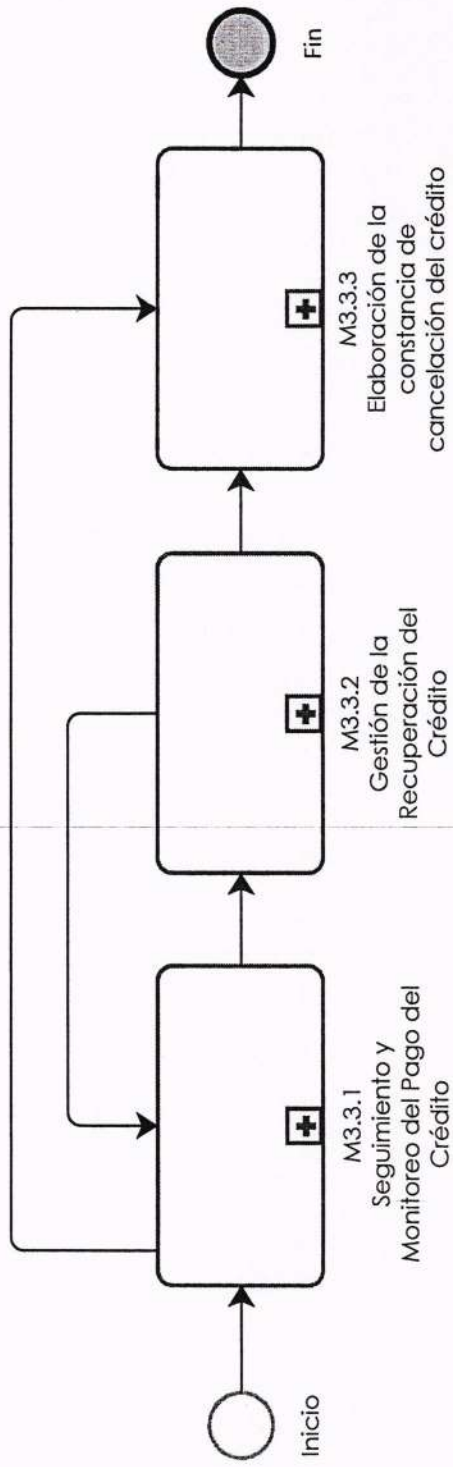 Inicio
M3.3.1
Seguimiento y
Monitoreo del Pago del
Crédito
M3.3.2
Gestión de la
Recuperación del
Crédito
M3.3.3
Elaboración de la
constancia de
cancelación del crédito
Fin